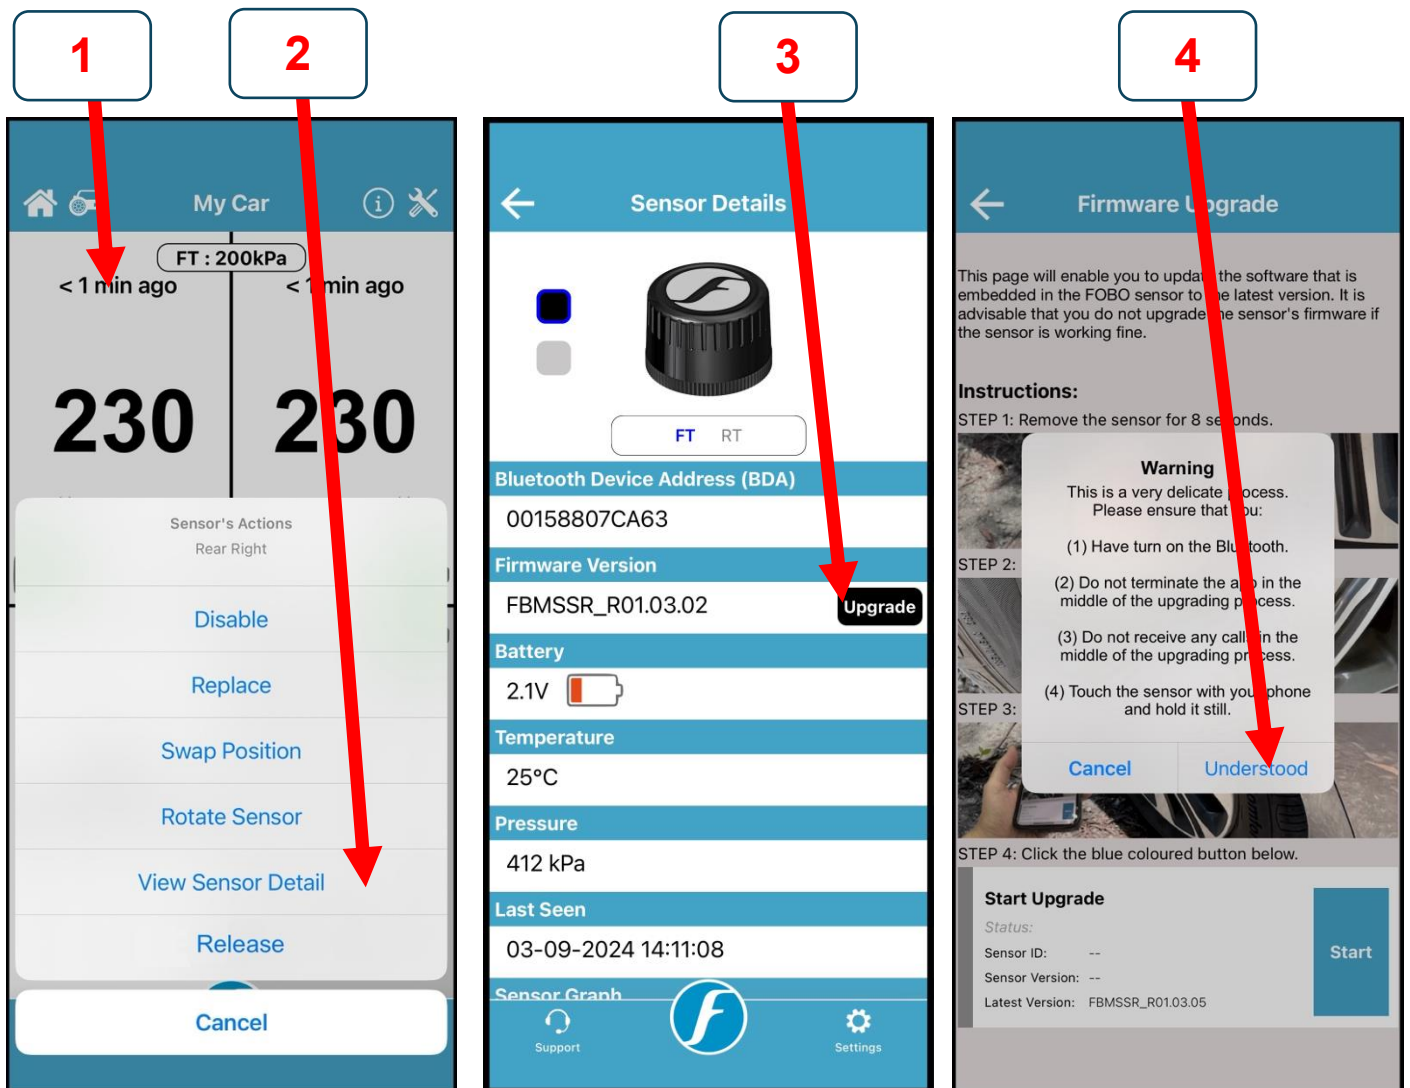 1
2
3
4
My Car
FT : 200kPa
< 1 min ago
< 1 min ago
230
230
Sensor's Actions
Rear Right
Disable
Replace
Swap Position
Rotate Sensor
View Sensor Detail
Release
Cancel
Sensor Details
FT RT
Bluetooth Device Address (BDA)
00158807CA63
Firmware Version
FBMSSR_R01.03.02
Upgrade
Battery
2.1V
Temperature
25°C
Pressure
412 kPa
Last Seen
03-09-2024 14:11:08
Sensor Graph
Support
Settings
Firmware Upgrade
This page will enable you to update the software that is
embedded in the FOBO sensor to the latest version. It is
advisable that you do not upgrade the sensor's firmware if
the sensor is working fine.
Instructions:
STEP 1: Remove the sensor for 8 seconds.
Warning
This is a very delicate process.
Please ensure that you:
(1) Have turn on the Bluetooth.
STEP 2:
(2) Do not terminate the app in the
middle of the upgrading process.
(3) Do not receive any calls in the
middle of the upgrading process.
(4) Touch the sensor with your phone
and hold it still.
STEP 3:
Cancel
Understood
STEP 4: Click the blue coloured button below.
Start Upgrade
Status:
Sensor ID: --
Sensor Version: --
Latest Version: FBMSSR_R01.03.05
Start